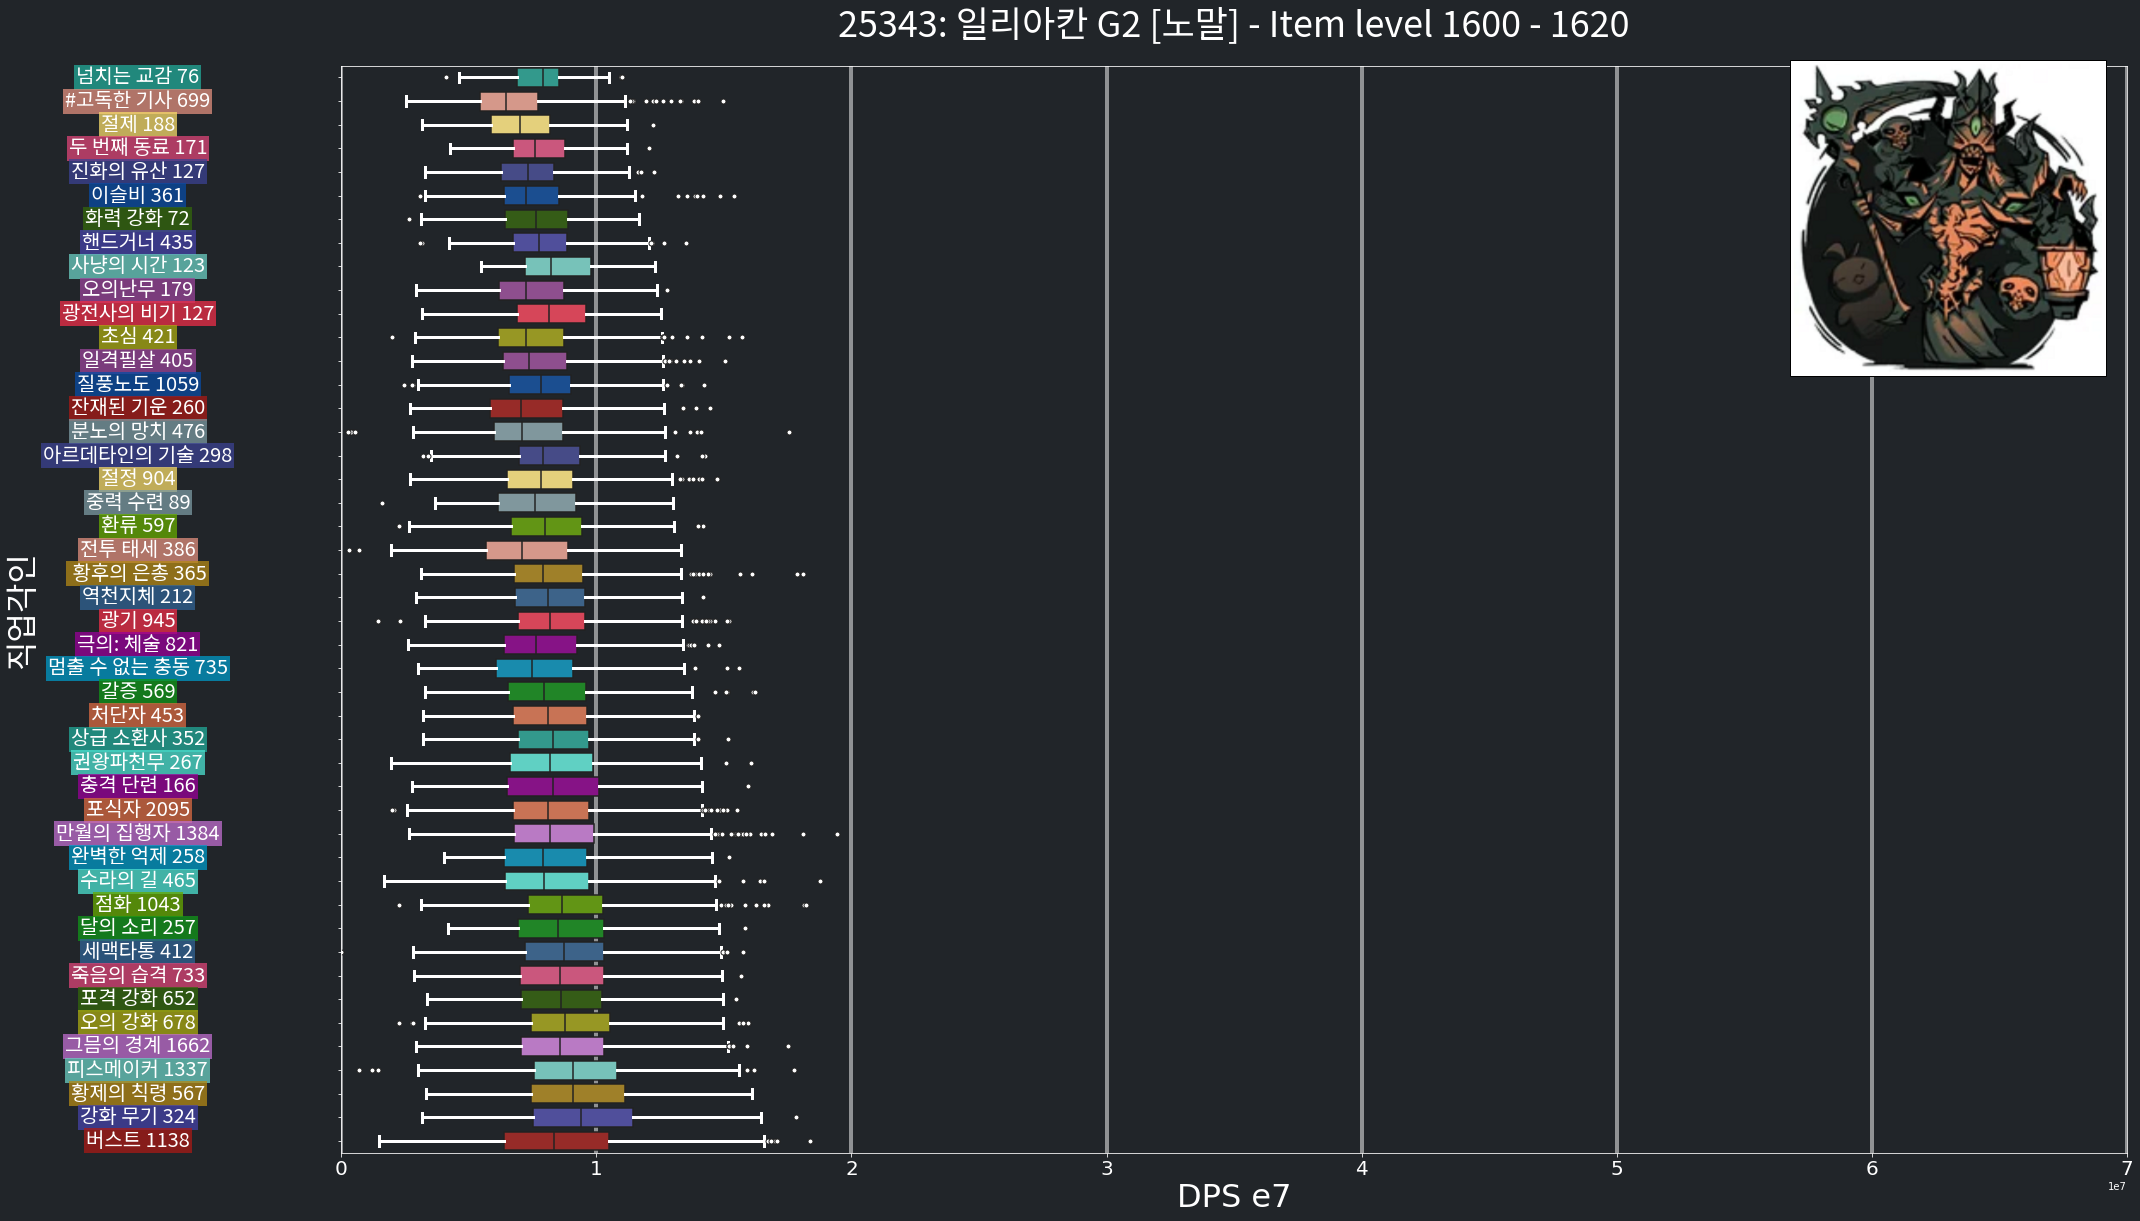 25343: 일리아칸 G2 [노말] - Item level 1600 - 1620
넘치는 교감 76
#고독한 기사 699
절제 188
두 번째 동료 171
진화의 유산 127
이슬비 361
화력 강화 72
핸드거너 435
사냥의 시간 123
오의난무 179
광전사의 비기 127
초심 421
일격필살 405
질풍노도 1059
잔재된 기운 260
분노의 망치 476
아르데타인의 기술 298
절정 904
중력 수련 89
환류 597
전투 태세 386
황후의 은총 365
역천지체 212
광기 945
극의: 체술 821
멈출 수 없는 충동 735
갈증 569
처단자 453
상급 소환사 352
권왕파천무 267
충격 단련 166
포식자 2095
만월의 집행자 1384
완벽한 억제 258
수라의 길 465
점화 1043
달의 소리 257
세맥타통 412
죽음의 습격 733
포격 강화 652
오의 강화 678
그믐의 경계 1662
피스메이커 1337
황제의 칙령 567
강화 무기 324
버스트 1138
직업각인
0 1 2 3 4 5 6 7
DPS e7
1e7